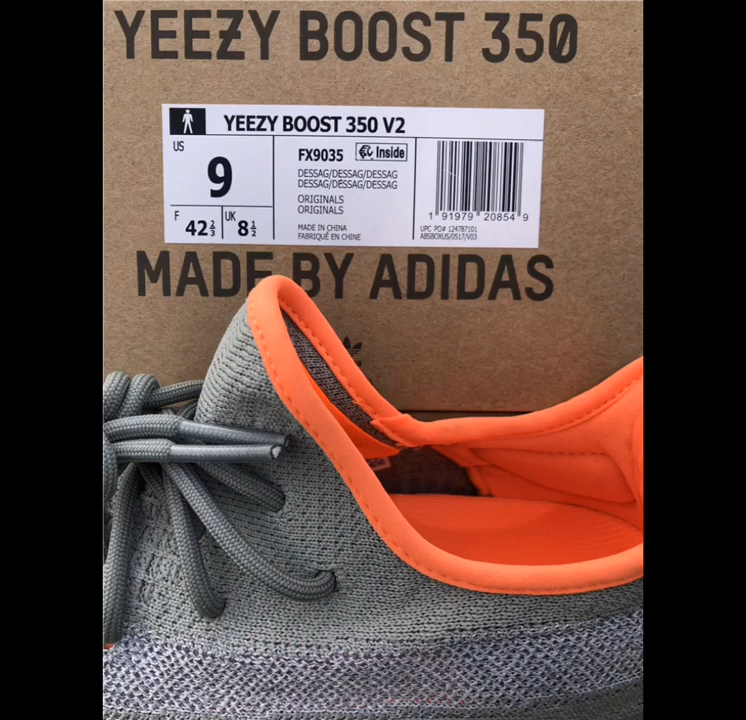 YEEZY BOOST 350
YEEZY BOOST 350 V2
US
9
F
42⅔
UK
8½
FX9035
Inside
DESSAG/DESSAG/DESSAG
DESSAG/DESSAG/DESSAG
ORIGINALS
ORIGINALS
MADE IN CHINA
FABRIQUÉ EN CHINE
1 91979 20854 9
UPC PO# 124787101
ABSBOXUS/0517/V03
MADE BY ADIDAS